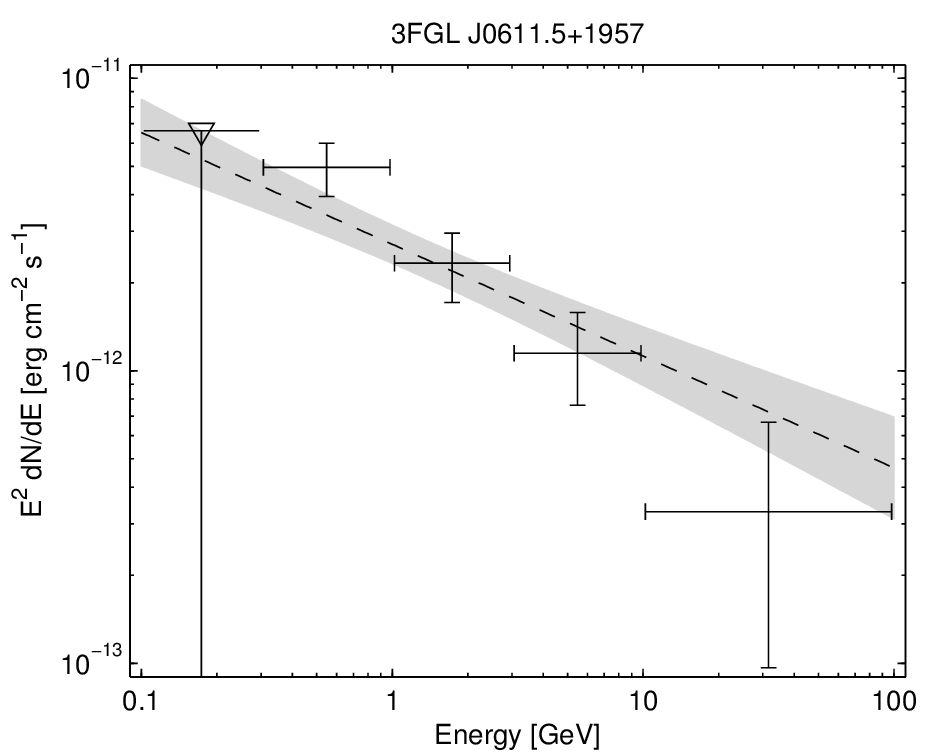 3FGL J0611.5+1957
10⁻¹¹
10⁻¹²
10⁻¹³
E² dN/dE [erg cm⁻² s⁻¹]
0.1 1 10 100
Energy [GeV]